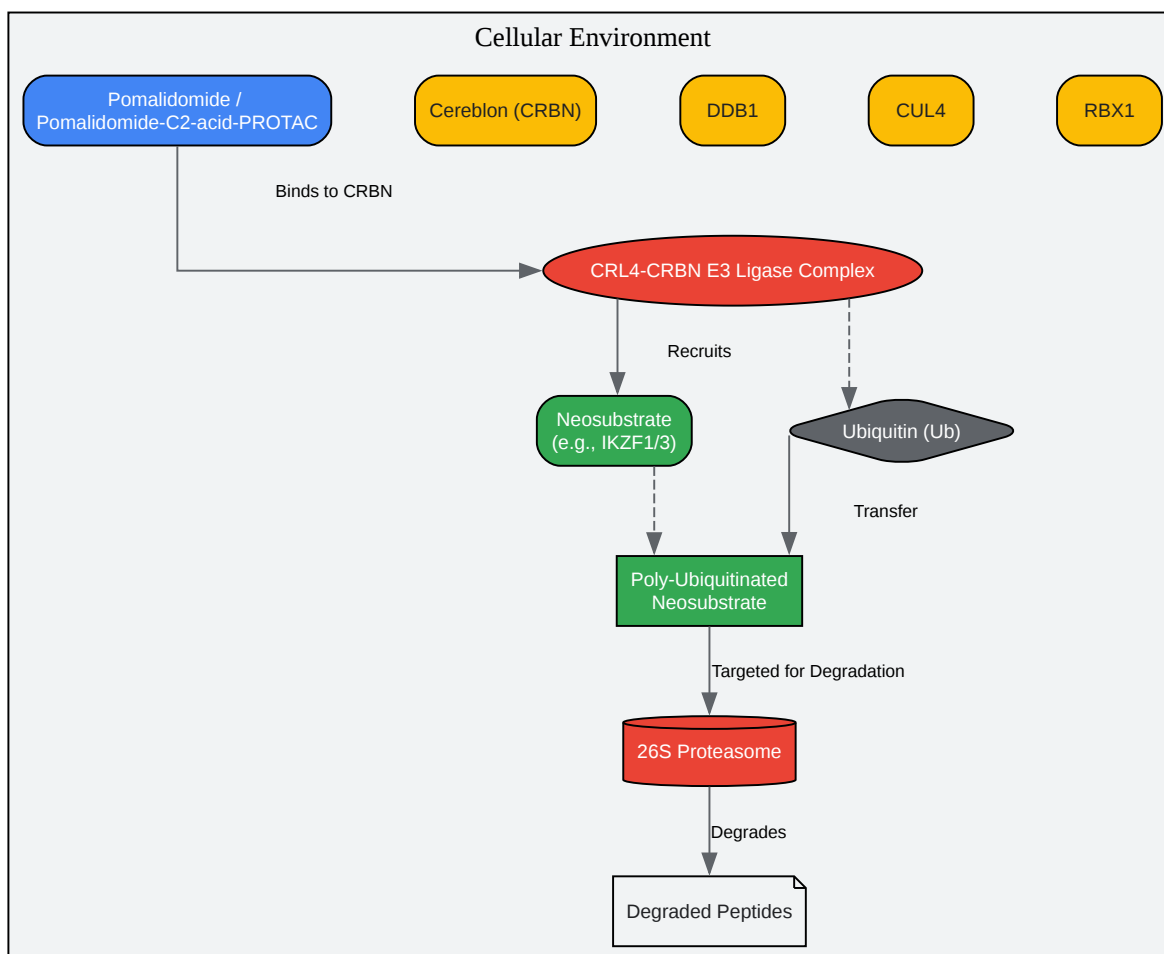 Cellular Environment
Pomalidomide /
Pomalidomide-C2-acid-PROTAC
Cereblon (CRBN)
DDB1
CUL4
RBX1
Binds to CRBN
CRL4-CRBN E3 Ligase Complex
Recruits
Neosubstrate
(e.g., IKZF1/3)
Ubiquitin (Ub)
Transfer
Poly-Ubiquitinated
Neosubstrate
Targeted for Degradation
26S Proteasome
Degrades
Degraded Peptides